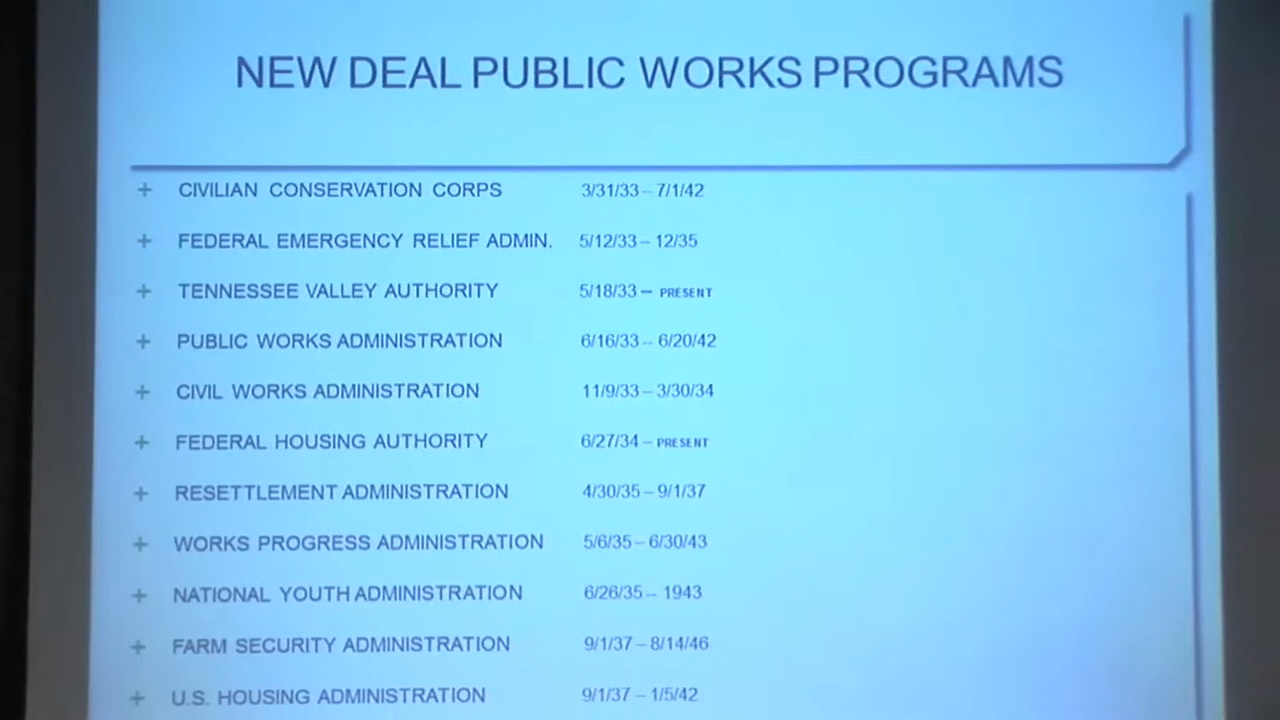 NEW DEAL PUBLIC WORKS PROGRAMS
+ CIVILIAN CONSERVATION CORPS 3/31/33 – 7/1/42
+ FEDERAL EMERGENCY RELIEF ADMIN. 5/12/33 – 12/35
+ TENNESSEE VALLEY AUTHORITY 5/18/33 – PRESENT
+ PUBLIC WORKS ADMINISTRATION 6/16/33 – 6/20/42
+ CIVIL WORKS ADMINISTRATION 11/9/33 – 3/30/34
+ FEDERAL HOUSING AUTHORITY 6/27/34 – PRESENT
+ RESETTLEMENT ADMINISTRATION 4/30/35 – 9/1/37
+ WORKS PROGRESS ADMINISTRATION 5/6/35 – 6/30/43
+ NATIONAL YOUTH ADMINISTRATION 6/26/35 – 1943
+ FARM SECURITY ADMINISTRATION 9/1/37 – 8/14/46
+ U.S. HOUSING ADMINISTRATION 9/1/37 – 1/5/42